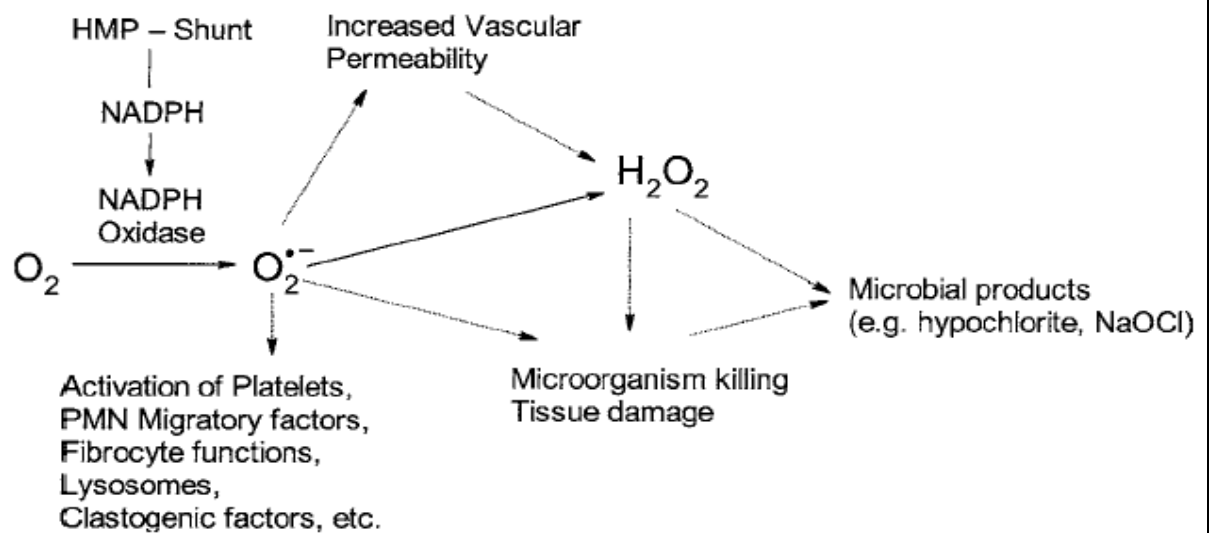 HMP – Shunt
Increased Vascular
Permeability
NADPH
NADPH
Oxidase
H₂O₂
O₂
O₂•−
Microbial products
(e.g. hypochlorite, NaOCl)
Activation of Platelets,
PMN Migratory factors,
Fibrocyte functions,
Lysosomes,
Clastogenic factors, etc.
Microorganism killing
Tissue damage